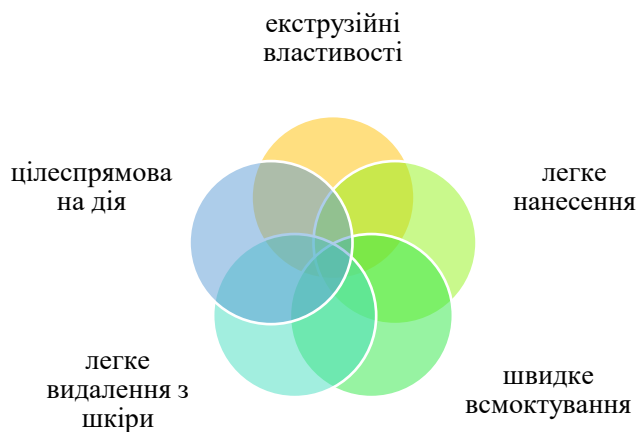 екструзійні
властивості
цілеспрямова
на дія
легке
нанесення
легке
видалення з
шкіри
швидке
всмоктування